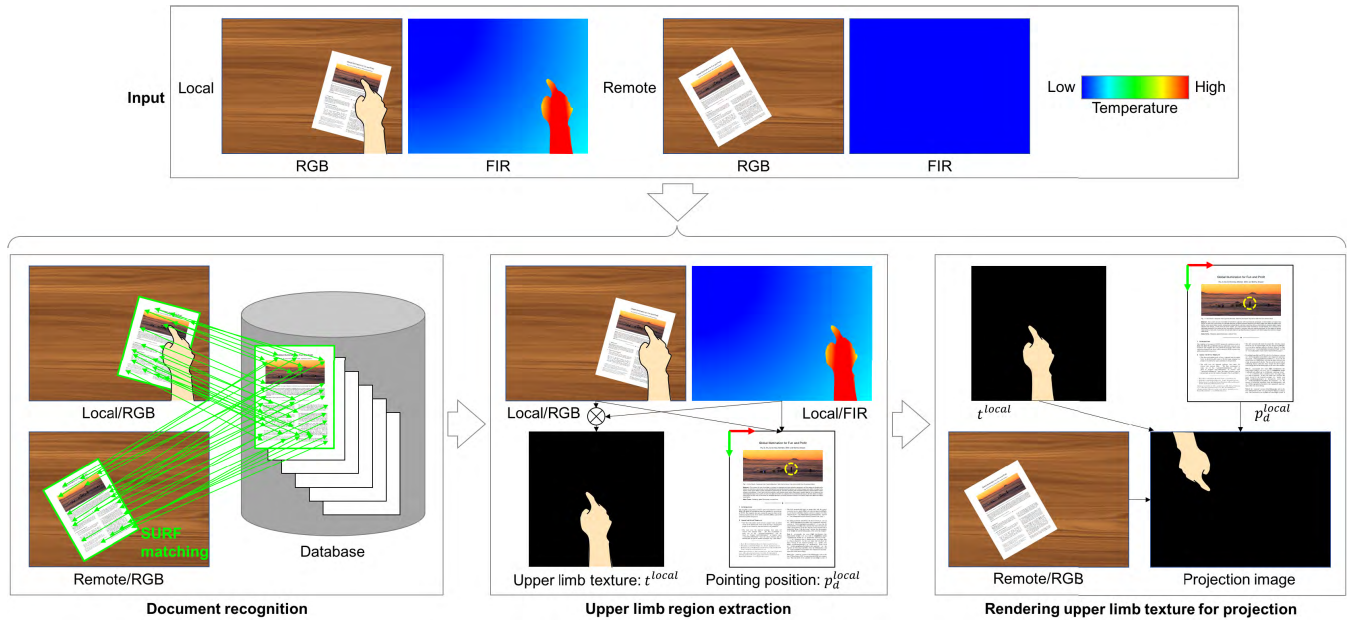 Input
Local
RGB
FIR
Remote
RGB
FIR
Low
High
Temperature
Local/RGB
Remote/RGB
SURF
matching
Database
Document recognition
Local/RGB
Local/FIR
Upper limb texture: t^local
Pointing position: p_d^local
Upper limb region extraction
t^local
p_d^local
Remote/RGB
Projection image
Rendering upper limb texture for projection